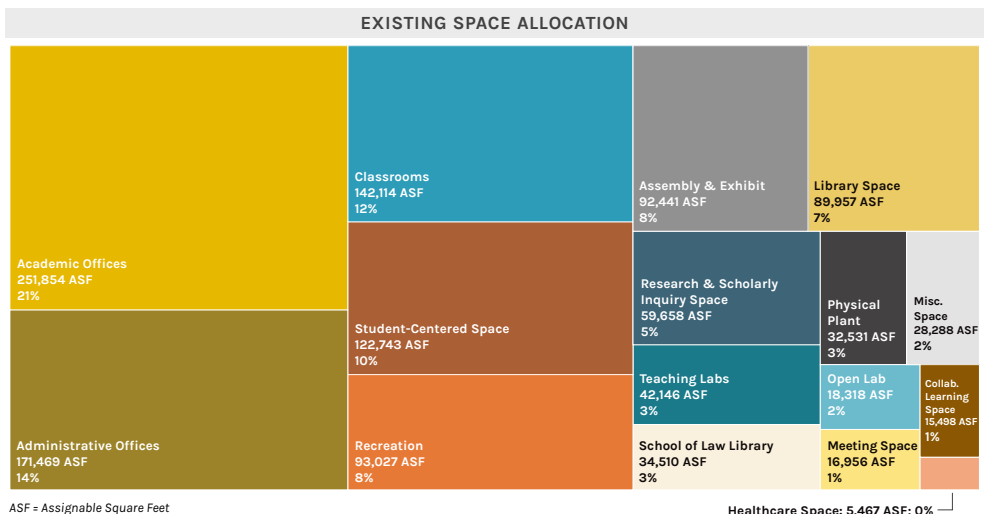 EXISTING SPACE ALLOCATION
Academic Offices
251,854 ASF
21%
Administrative Offices
171,469 ASF
14%
Classrooms
142,114 ASF
12%
Student-Centered Space
122,743 ASF
10%
Recreation
93,027 ASF
8%
Assembly & Exhibit
92,441 ASF
8%
Library Space
89,957 ASF
7%
Research & Scholarly
Inquiry Space
59,658 ASF
5%
Teaching Labs
42,146 ASF
3%
School of Law Library
34,510 ASF
3%
Physical
Plant
32,531 ASF
3%
Misc.
Space
28,288 ASF
2%
Open Lab
18,318 ASF
2%
Meeting Space
16,956 ASF
1%
Collab.
Learning
Space
15,498 ASF
1%
Healthcare Space: 5,467 ASF; 0%
ASF = Assignable Square Feet